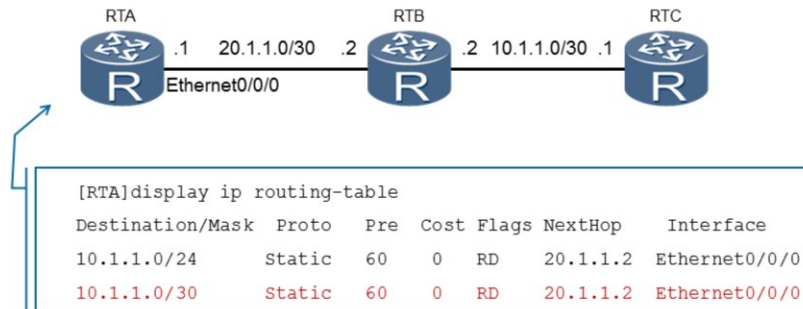 RTA RTB RTC
.1 20.1.1.0/30 .2 .2 10.1.1.0/30 .1
R R R
Ethernet0/0/0
[RTA]display ip routing-table
Destination/Mask Proto Pre Cost Flags NextHop Interface
10.1.1.0/24 Static 60 0 RD 20.1.1.2 Ethernet0/0/0
10.1.1.0/30 Static 60 0 RD 20.1.1.2 Ethernet0/0/0